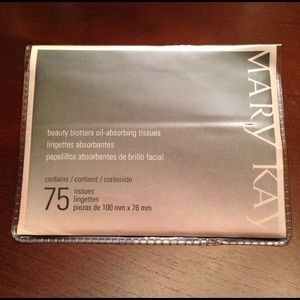 MARY KAY
beauty blotters oil-absorbing tissues
lingettes absorbantes
papelillos absorbentes de brillo facial
contains / contient / contenido
75 tissues
lingettes
piezas de 100 mm x 76 mm